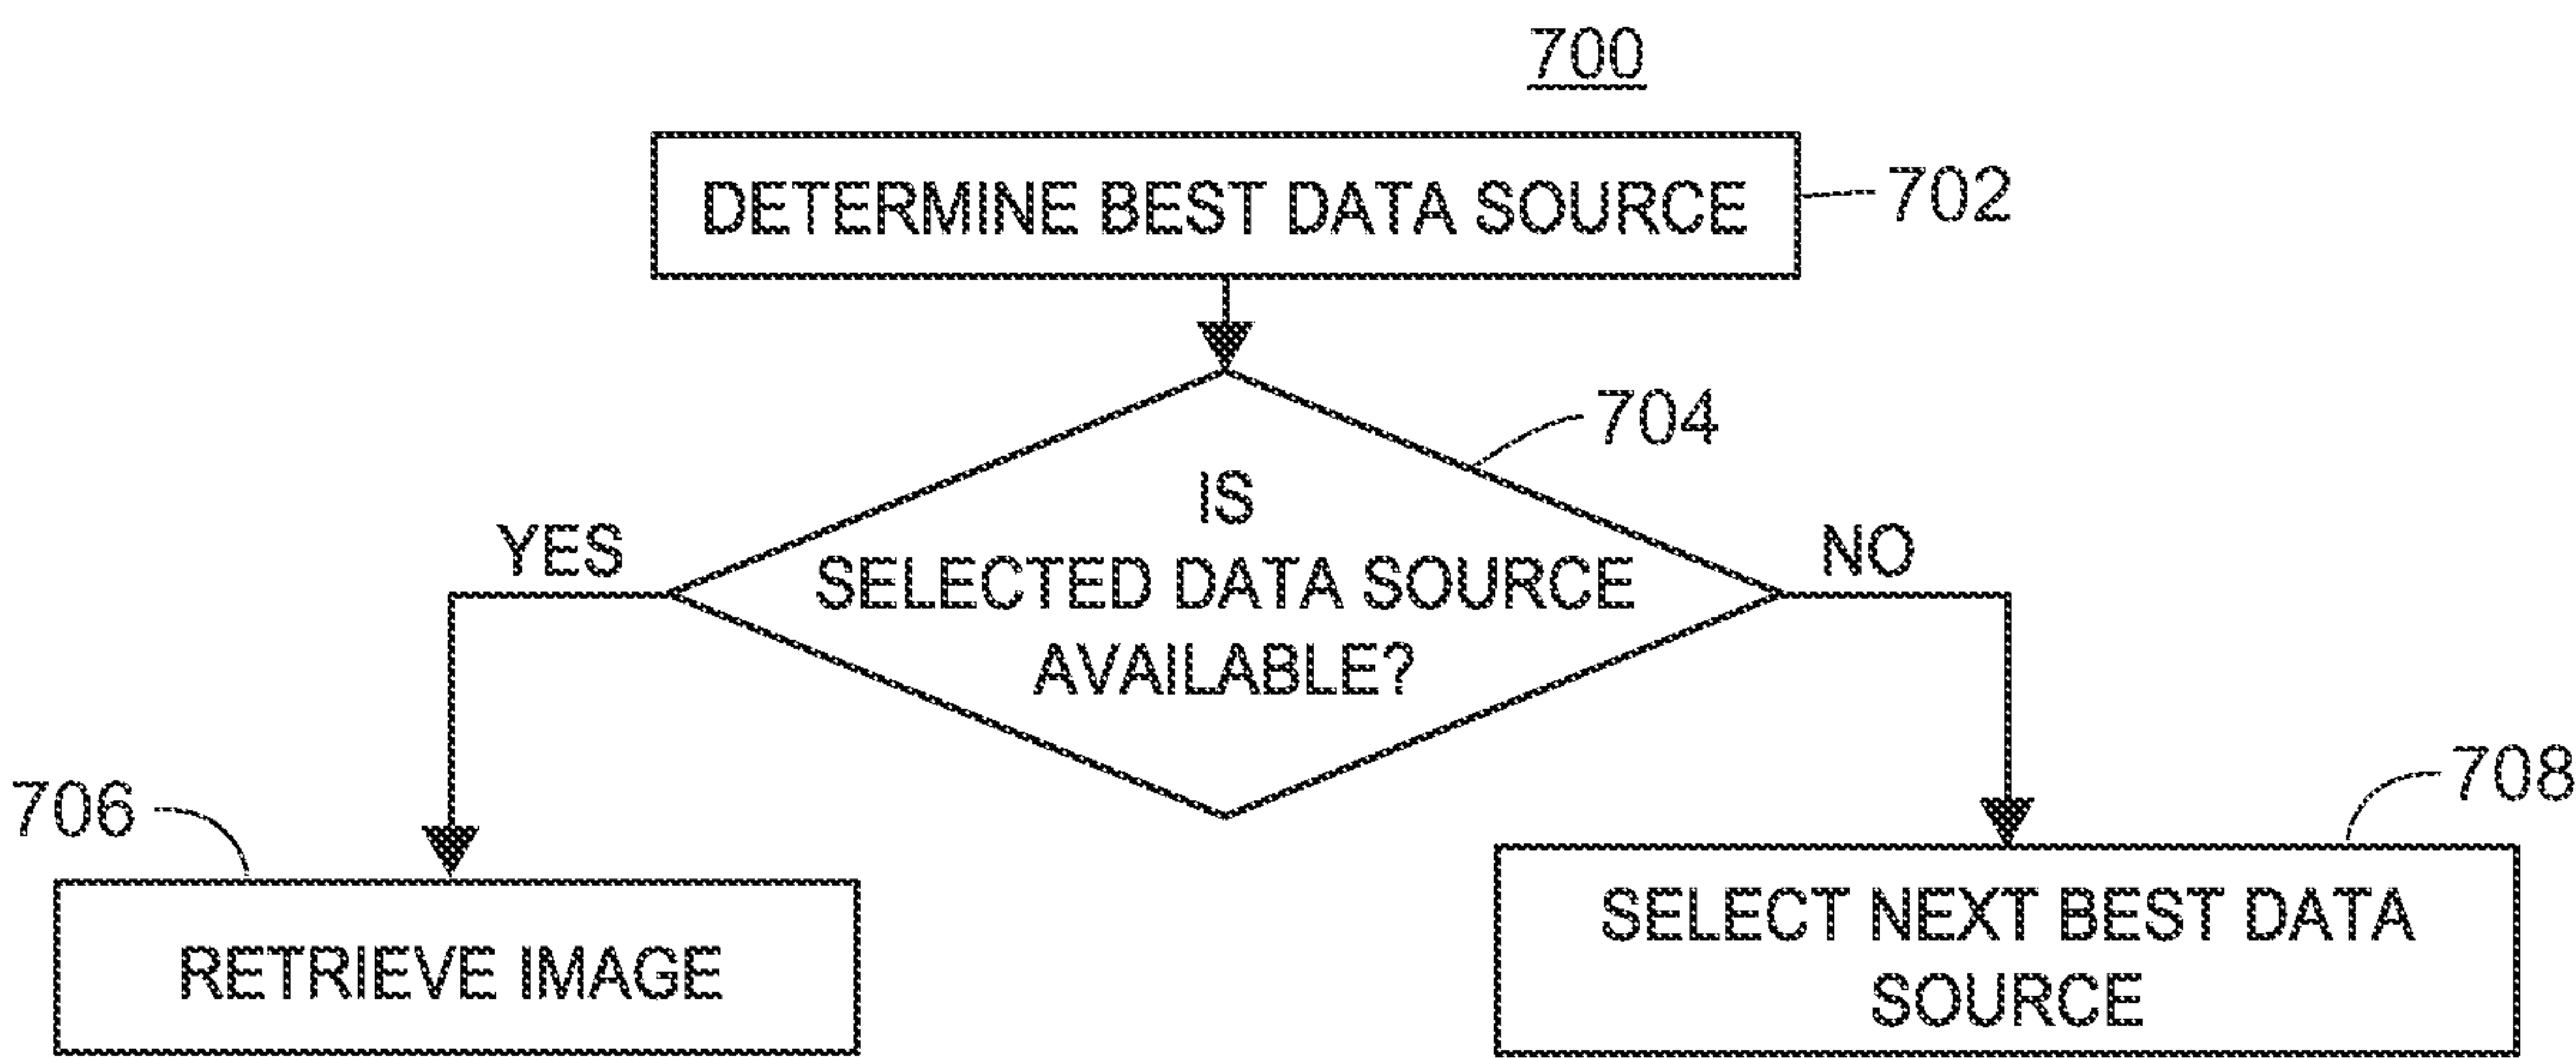 700
DETERMINE BEST DATA SOURCE
702
704
IS
SELECTED DATA SOURCE
AVAILABLE?
YES
NO
706
708
RETRIEVE IMAGE
SELECT NEXT BEST DATA
SOURCE